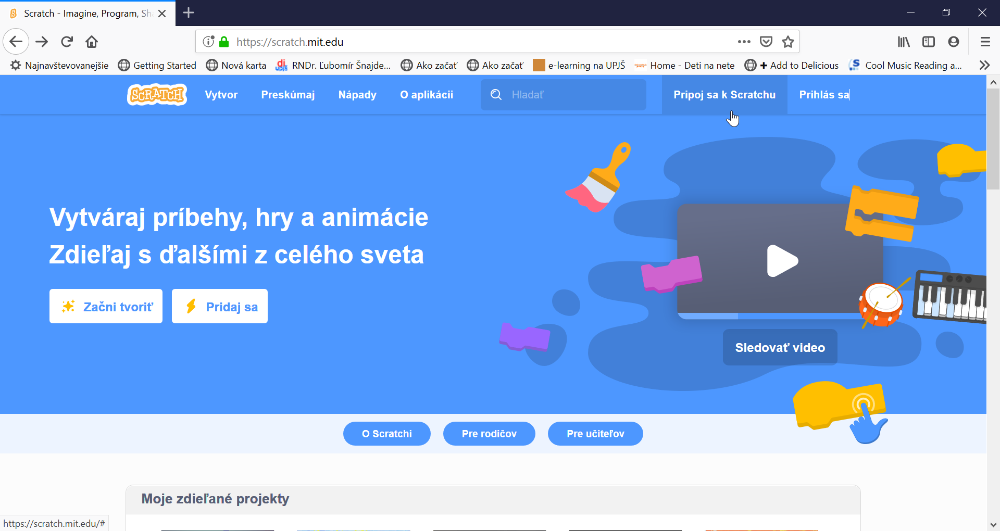 Scratch - Imagine, Program, Sh
https://scratch.mit.edu
Najnavštevovanejšie Getting Started Nová karta RNDr. Ľubomír Šnajde... Ako začať Ako začať e-learning na UPJŠ Home - Deti na nete + Add to Delicious Cool Music Reading a...
SCRATCH Vytvor Preskúmaj Nápady O aplikácii Hladať Pripoj sa k Scratchu Prihlás sa
Vytváraj príbehy, hry a animácie
Zdieľaj s ďalšími z celého sveta
Začni tvoriť Pridaj sa
Sledovať video
O Scratchi Pre rodičov Pre učiteľov
Moje zdieľané projekty
https://scratch.mit.edu/#